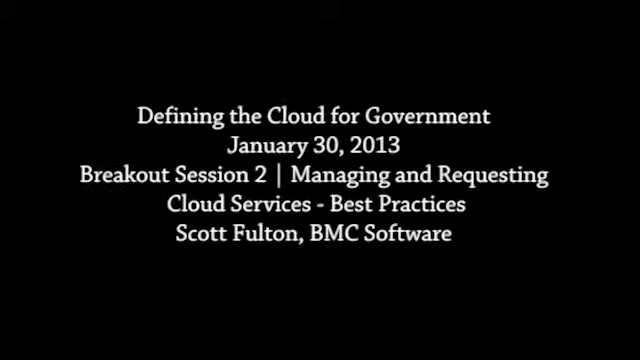 Defining the Cloud for Government
January 30, 2013
Breakout Session 2 | Managing and Requesting
Cloud Services - Best Practices
Scott Fulton, BMC Software